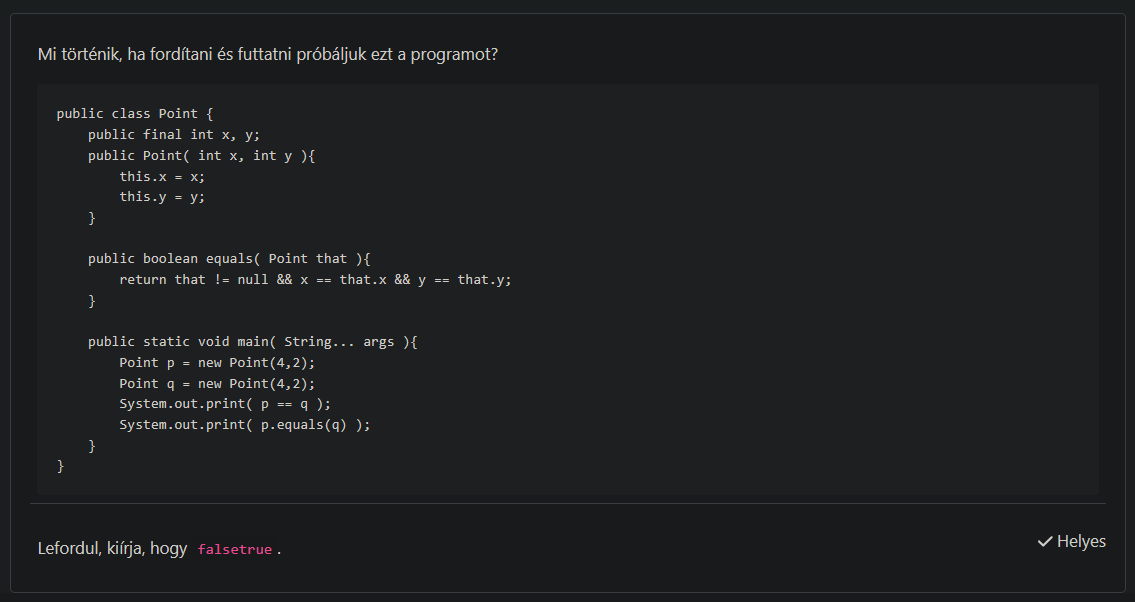 Mi történik, ha fordítani és futtatni próbáljuk ezt a programot?
public class Point {
    public final int x, y;
    public Point( int x, int y ){
        this.x = x;
        this.y = y;
    }
    public boolean equals( Point that ){
        return that != null && x == that.x && y == that.y;
    }
    public static void main( String... args ){
        Point p = new Point(4,2);
        Point q = new Point(4,2);
        System.out.print( p == q );
        System.out.print( p.equals(q) );
    }
}
Lefordul, kiírja, hogy falsetrue.
Helyes